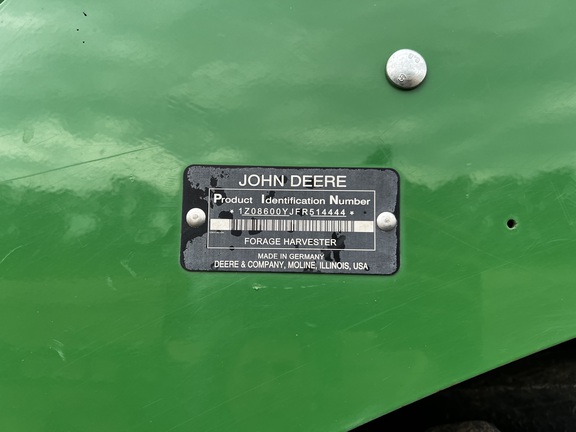 JOHN DEERE
Product Identification Number
* 1Z08600YJFR514444 *
FORAGE HARVESTER
MADE IN GERMANY
DEERE & COMPANY, MOLINE, ILLINOIS, USA